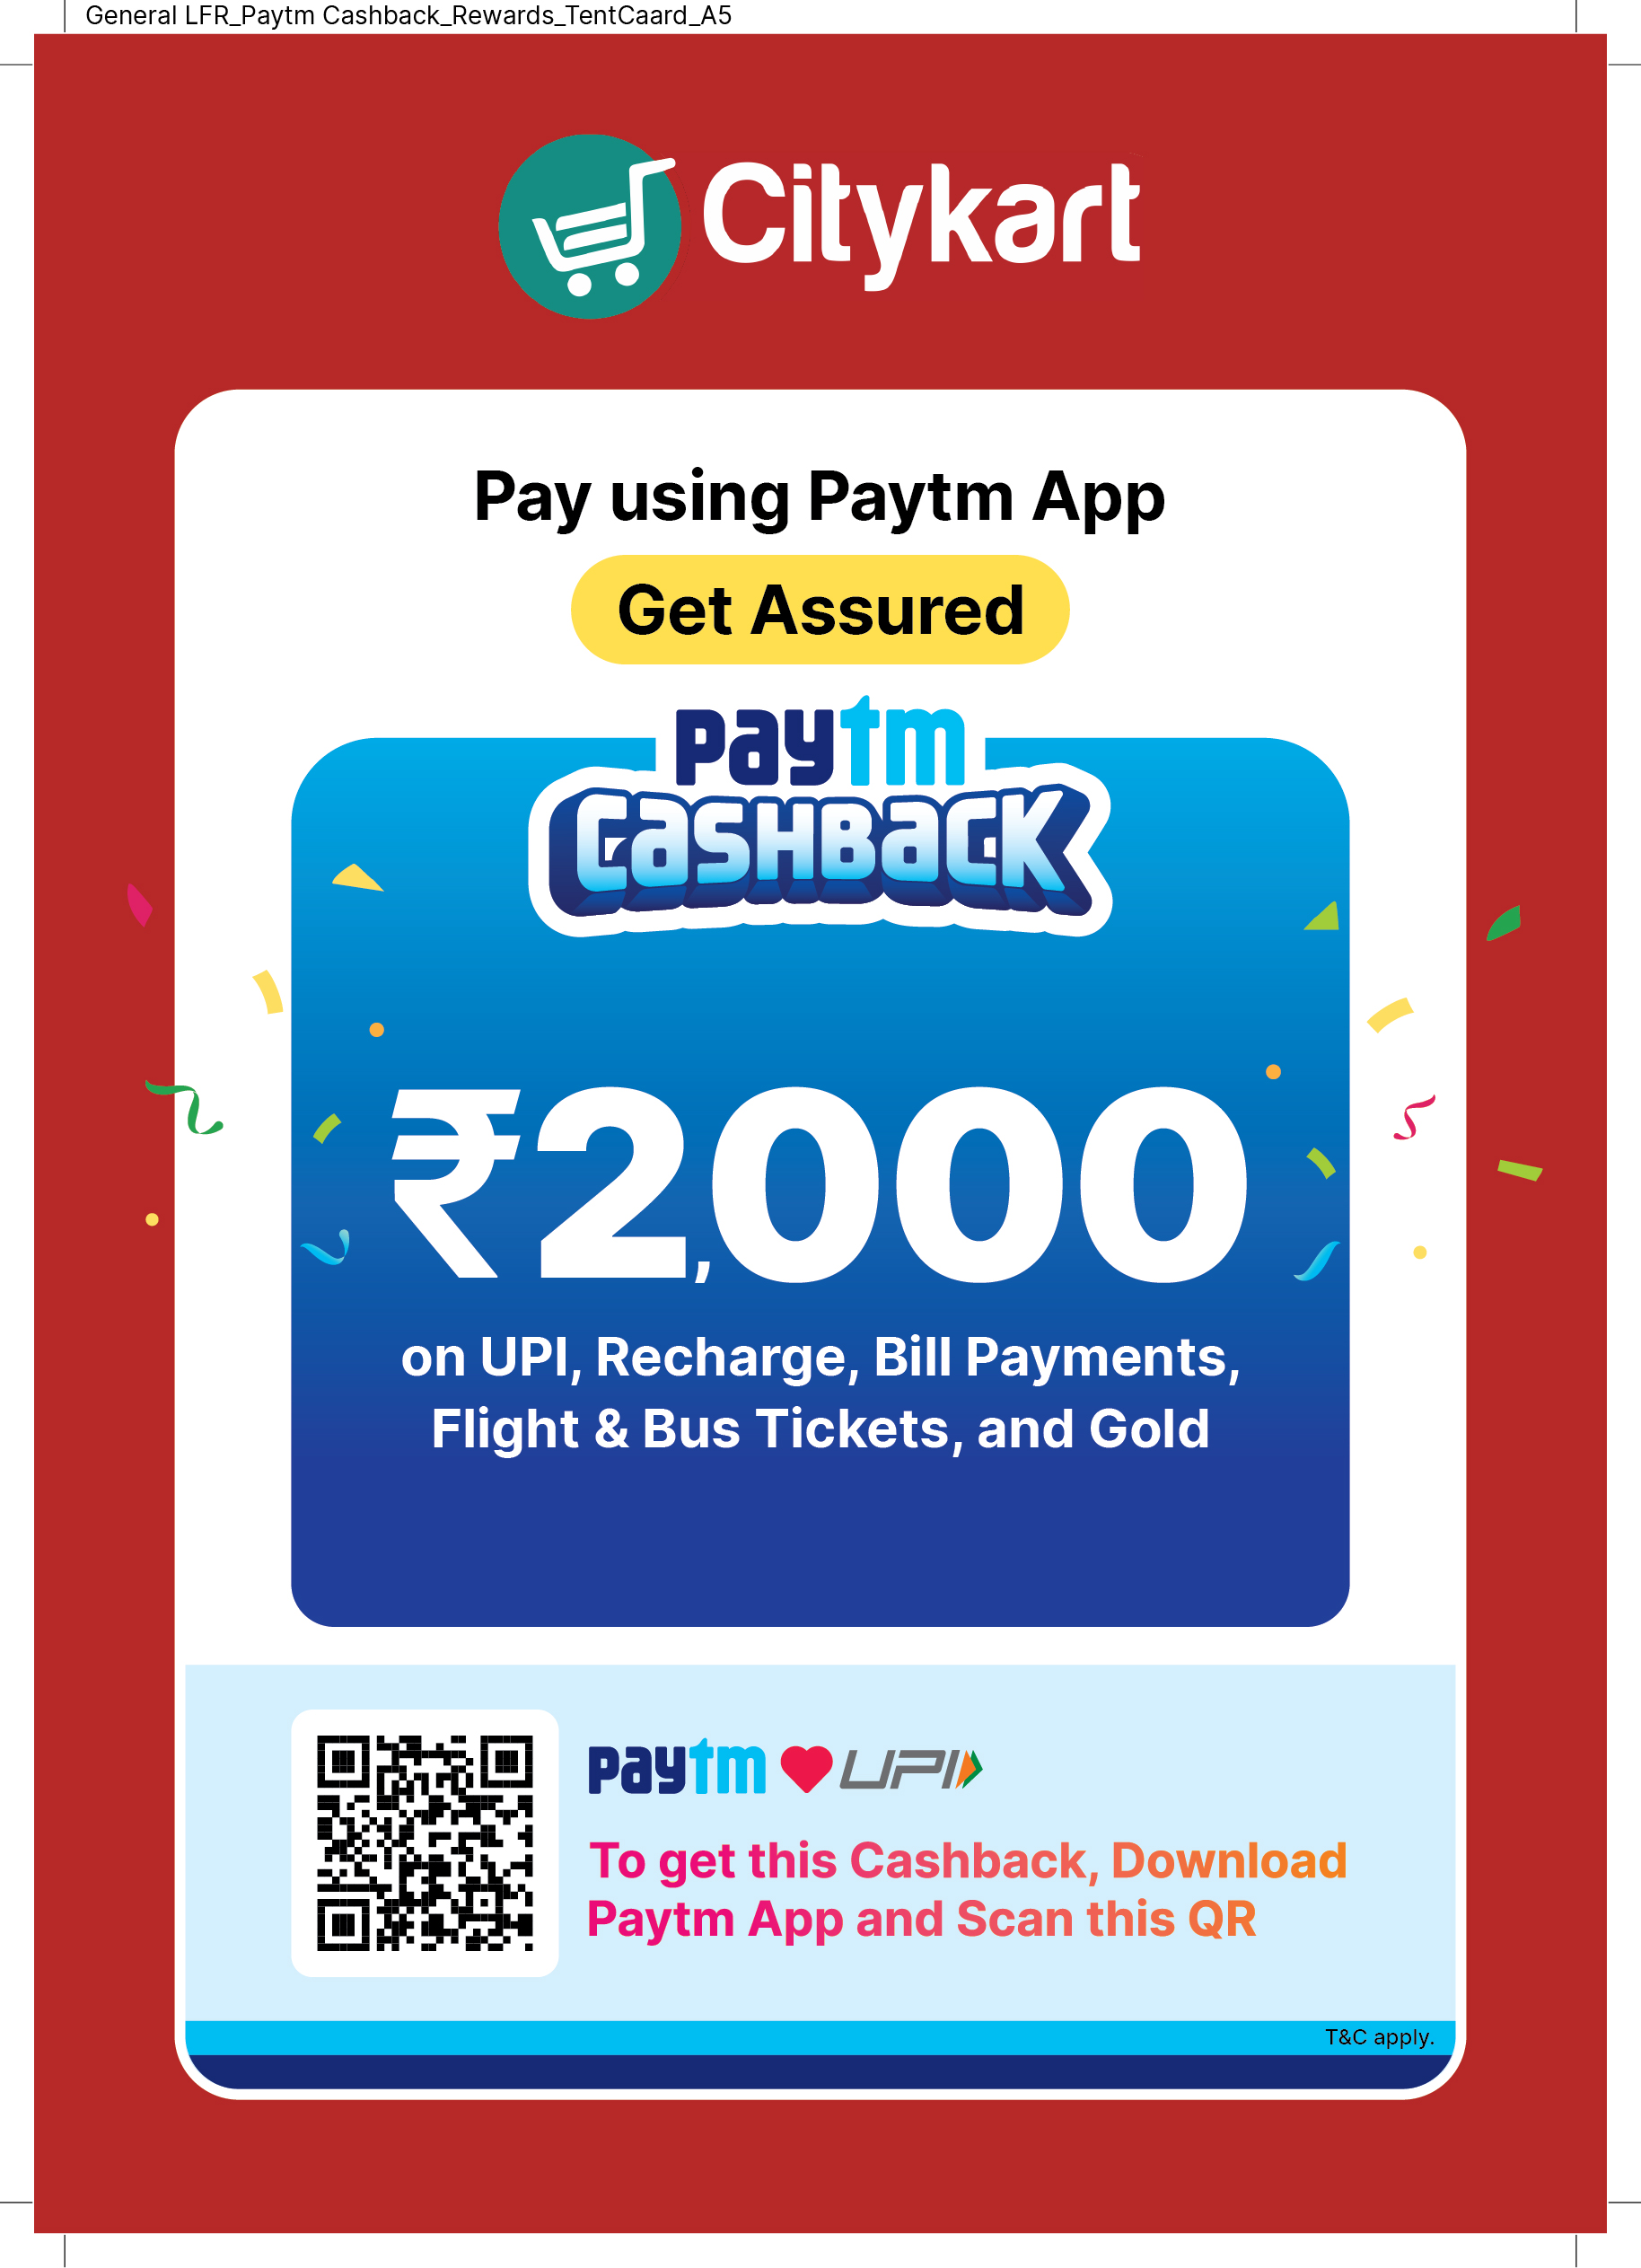 General LFR_Paytm Cashback_Rewards_TentCaard_A5
Citykart
Pay using Paytm App
Get Assured
paytm
CASHBACK
₹2,000
on UPI, Recharge, Bill Payments,
Flight & Bus Tickets, and Gold
paytm UPI
To get this Cashback, Download
Paytm App and Scan this QR
T&C apply.